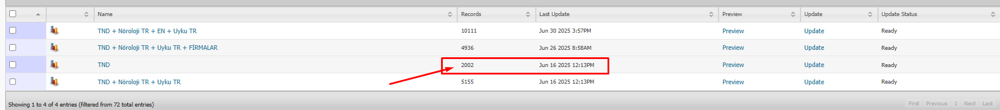 Name Records Last Update Preview Update Update Status
TND + Nöroloji TR + EN + Uyku TR 10111 Jun 30 2025 3:57PM Preview Update Ready
TND + Nöroloji TR + Uyku TR + FİRMALAR 4936 Jun 26 2025 8:58AM Preview Update Ready
TND 2002 Jun 16 2025 12:13PM Preview Update Ready
TND + Nöroloji TR + Uyku TR 5155 Jun 16 2025 12:13PM Preview Update Ready
Showing 1 to 4 of 4 entries (filtered from 72 total entries) First Previous 1 Next Last